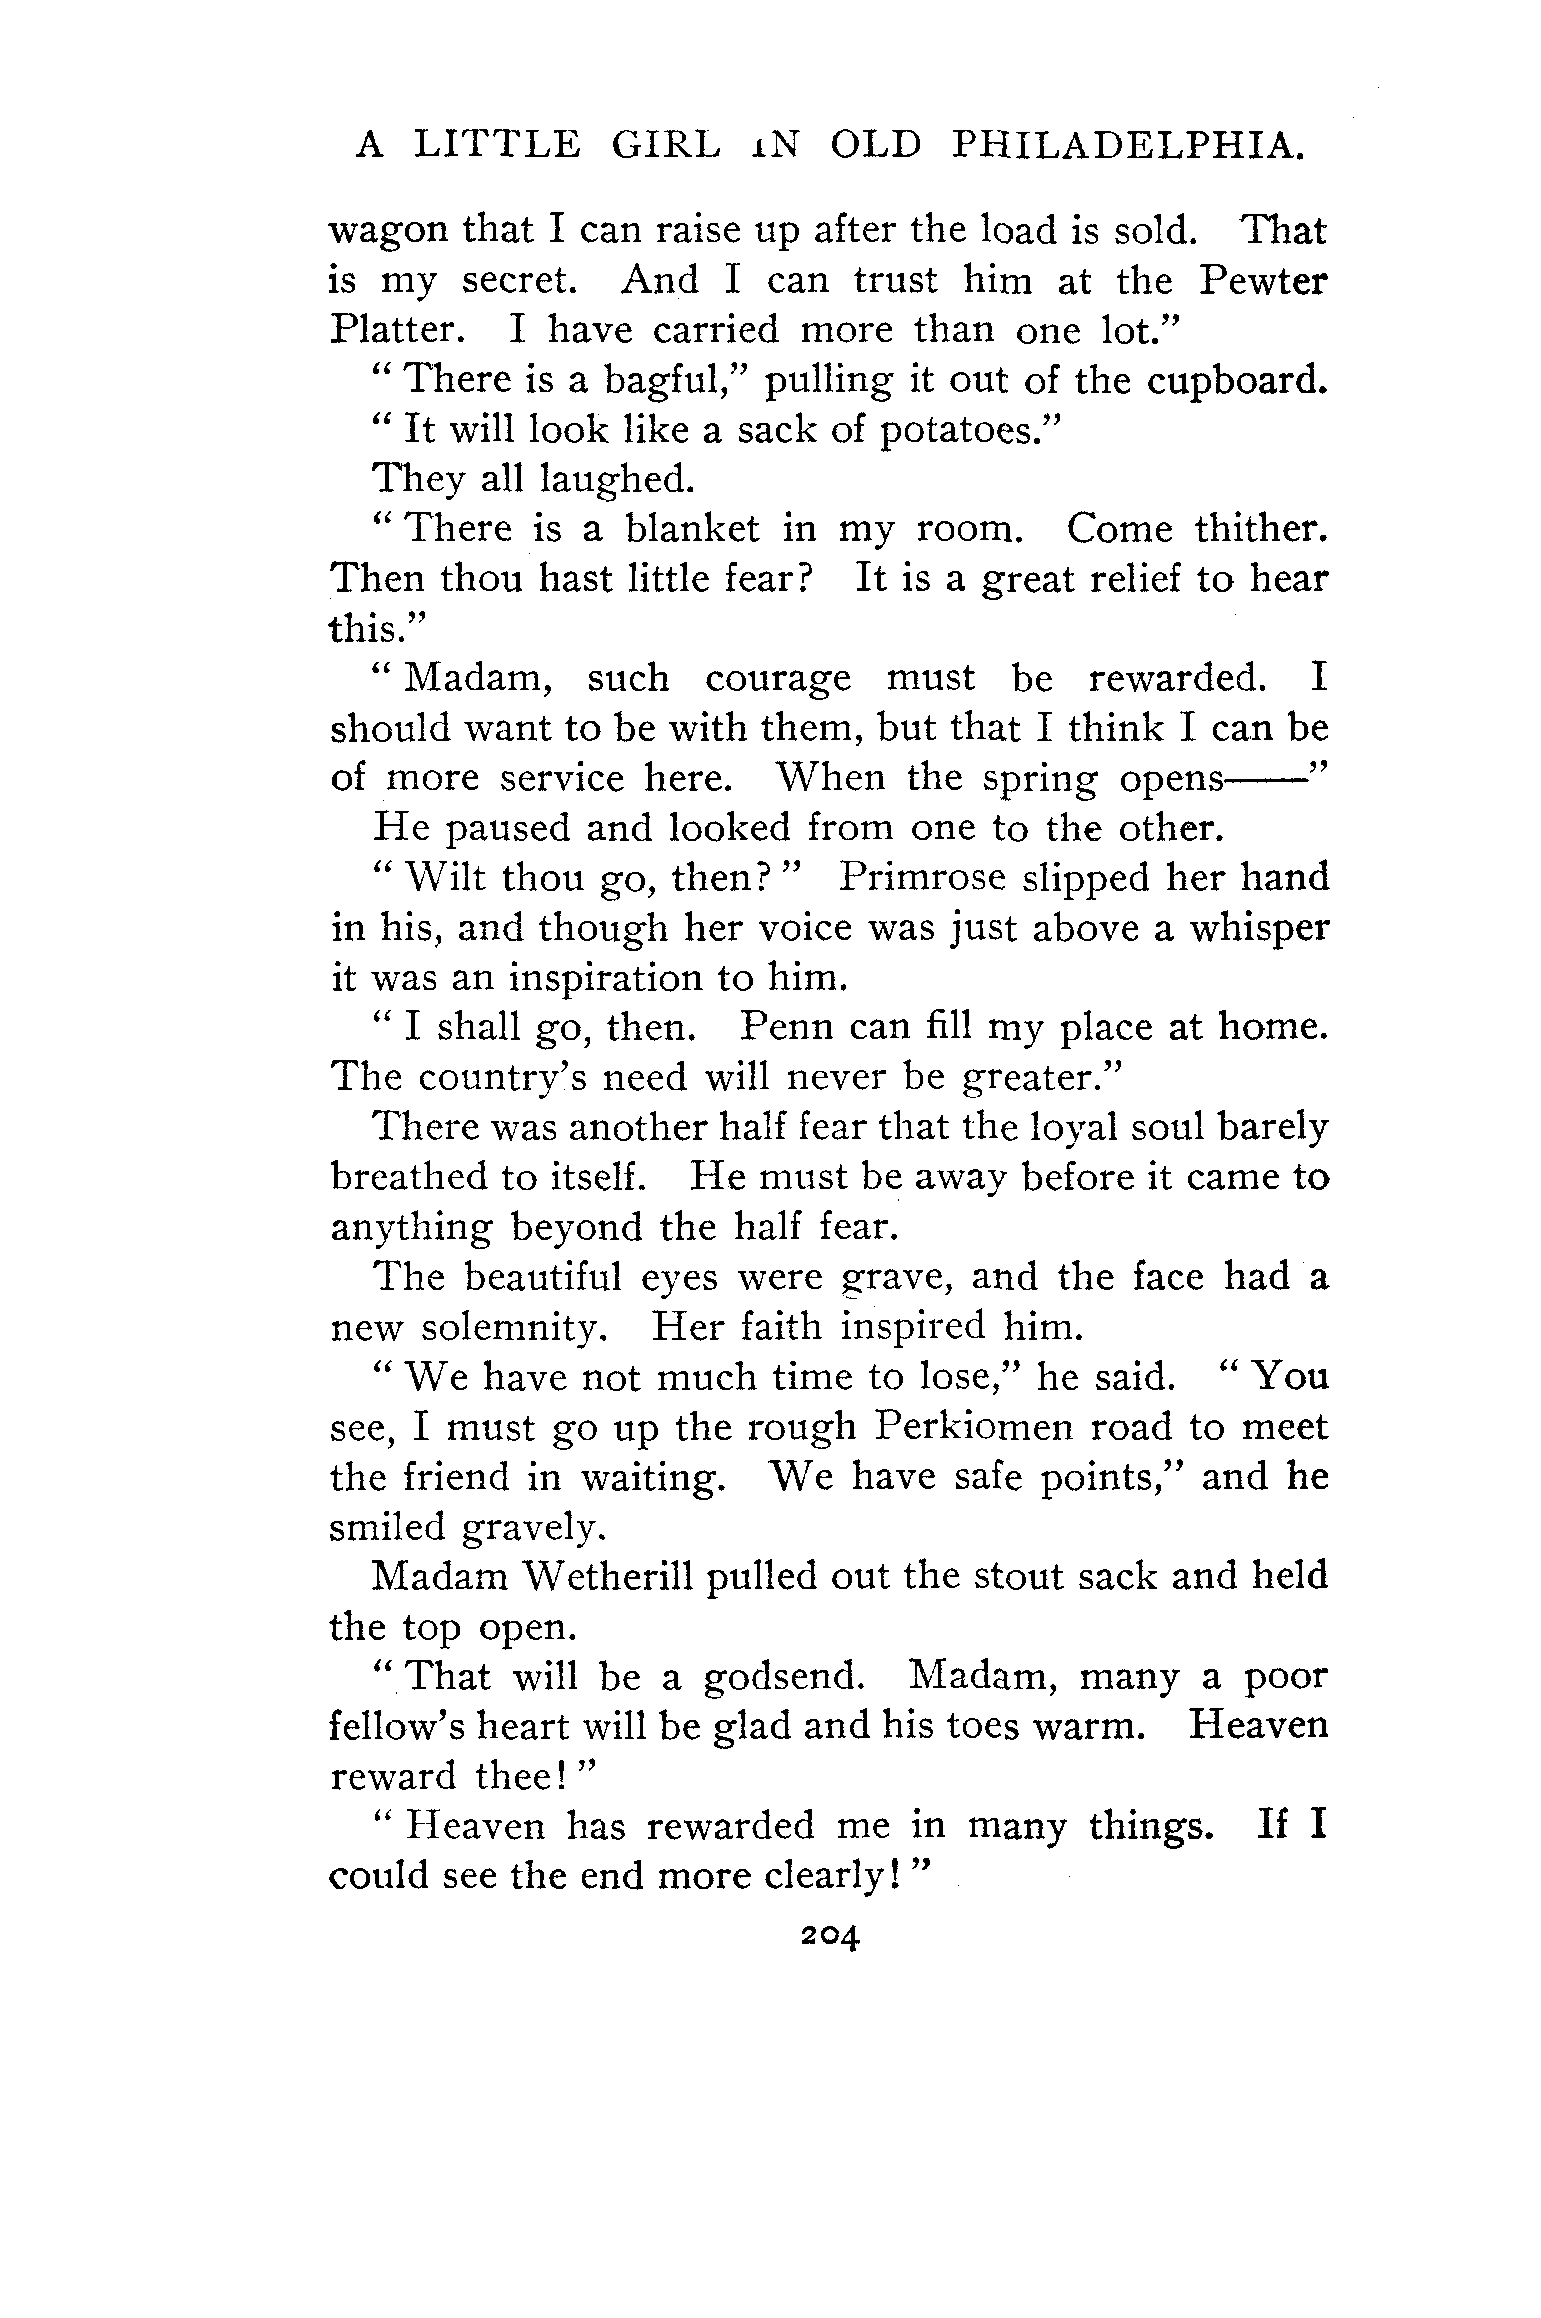 A LITTLE GIRL IN OLD PHILADELPHIA.
wagon that I can raise up after the load is sold. That
is my secret. And I can trust him at the Pewter
Platter. I have carried more than one lot.”
“ There is a bagful,” pulling it out of the cupboard.
“ It will look like a sack of potatoes.”
They all laughed.
“ There is a blanket in my room. Come thither.
Then thou hast little fear? It is a great relief to hear
this.”
“ Madam, such courage must be rewarded. I
should want to be with them, but that I think I can be
of more service here. When the spring opens——”
He paused and looked from one to the other.
“ Wilt thou go, then? ” Primrose slipped her hand
in his, and though her voice was just above a whisper
it was an inspiration to him.
“ I shall go, then. Penn can fill my place at home.
The country’s need will never be greater.”
There was another half fear that the loyal soul barely
breathed to itself. He must be away before it came to
anything beyond the half fear.
The beautiful eyes were grave, and the face had a
new solemnity. Her faith inspired him.
“ We have not much time to lose,” he said. “ You
see, I must go up the rough Perkiomen road to meet
the friend in waiting. We have safe points,” and he
smiled gravely.
Madam Wetherill pulled out the stout sack and held
the top open.
“ That will be a godsend. Madam, many a poor
fellow’s heart will be glad and his toes warm. Heaven
reward thee! ”
“ Heaven has rewarded me in many things. If I
could see the end more clearly! ”
204